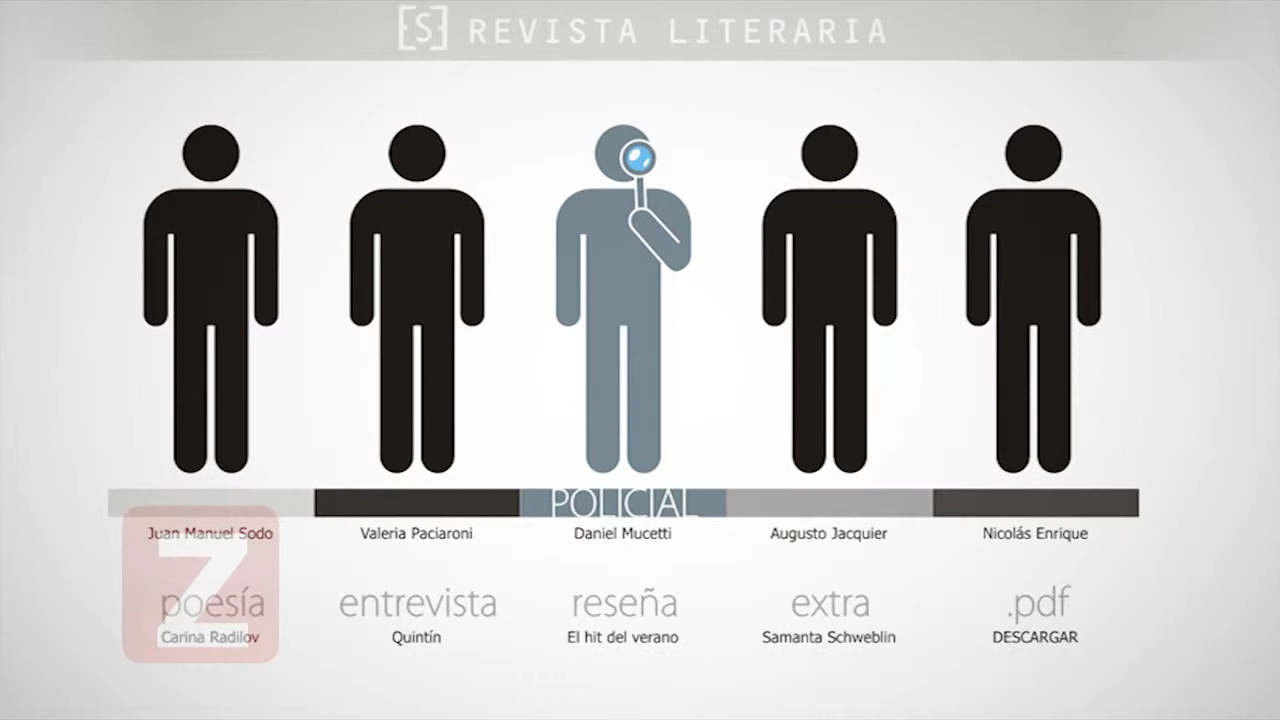 [S] REVISTA LITERARIA
POLICIAL
Juan Manuel Sodo
Valeria Paciaroni
Daniel Mucetti
Augusto Jacquier
Nicolás Enrique
poesía
entrevista
reseña
extra
.pdf
Carina Radilov
Quintín
El hit del verano
Samanta Schweblin
DESCARGAR
Z